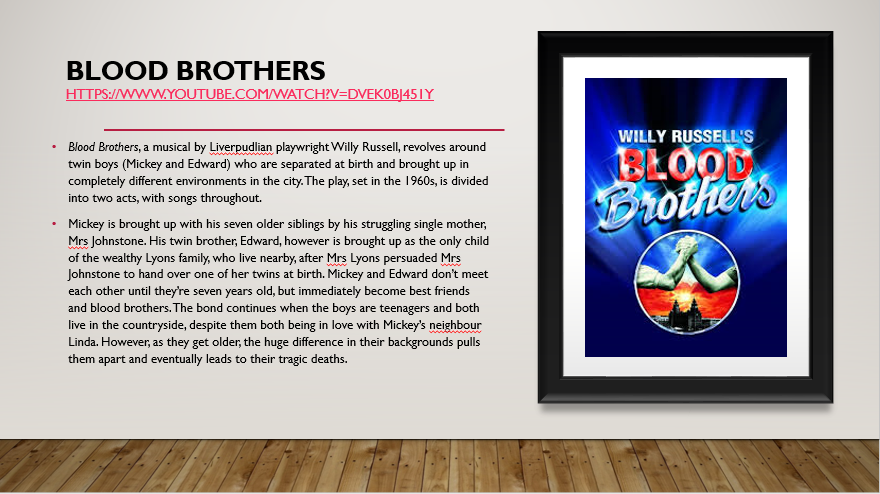 BLOOD BROTHERS
HTTPS://WWW.YOUTUBE.COM/WATCH?V=DVEK0BJ451Y
• Blood Brothers, a musical by Liverpudlian playwright Willy Russell, revolves around
twin boys (Mickey and Edward) who are separated at birth and brought up in
completely different environments in the city. The play, set in the 1960s, is divided
into two acts, with songs throughout.
• Mickey is brought up with his seven older siblings by his struggling single mother,
Mrs Johnstone. His twin brother, Edward, however is brought up as the only child
of the wealthy Lyons family, who live nearby, after Mrs Lyons persuaded Mrs
Johnstone to hand over one of her twins at birth. Mickey and Edward don't meet
each other until they're seven years old, but immediately become best friends
and blood brothers. The bond continues when the boys are teenagers and both
live in the countryside, despite them both being in love with Mickey's neighbour
Linda. However, as they get older, the huge difference in their backgrounds pulls
them apart and eventually leads to their tragic deaths.
WILLY RUSSELL'S
BLOOD
Brothers